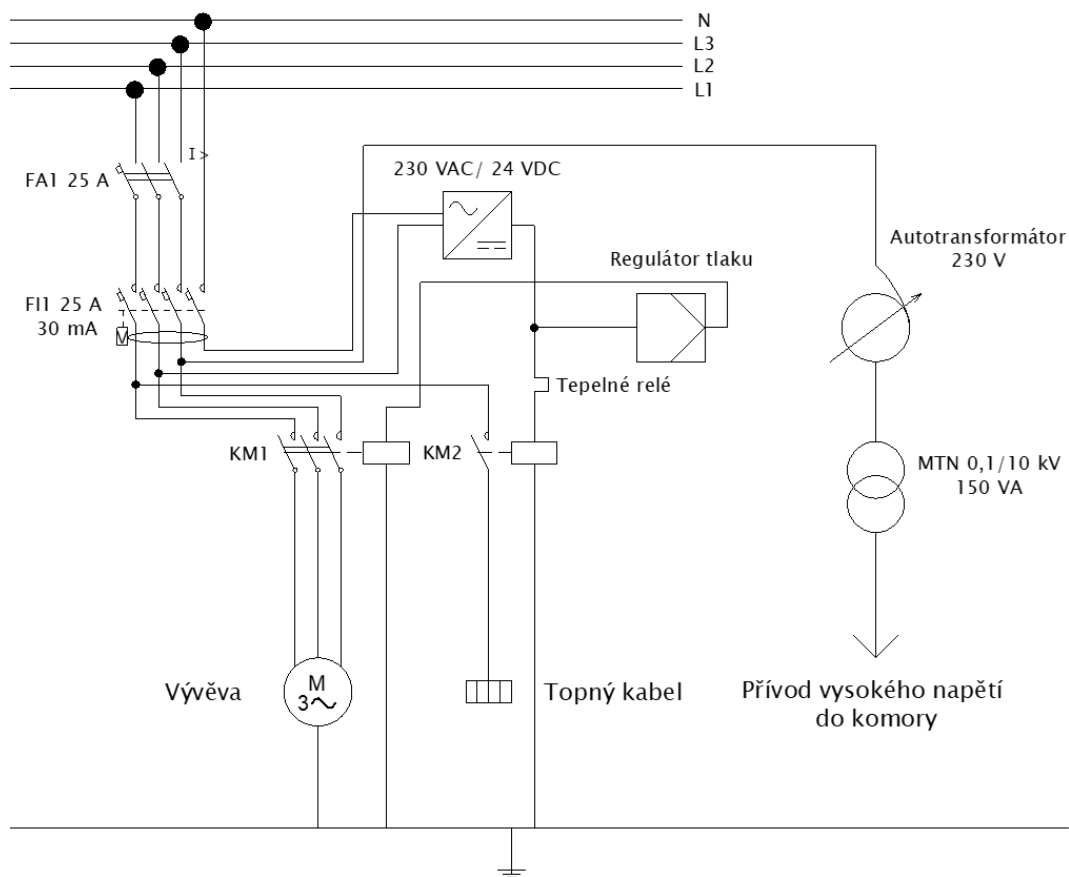 N
L3
L2
L1
I >
FA1 25 A
230 VAC/ 24 VDC
Autotransformátor
230 V
Regulátor tlaku
FI1 25 A
30 mA
Tepelné relé
KM1
KM2
MTN 0,1/10 kV
150 VA
M
3
Vývěva
Topný kabel
Přívod vysokého napětí
do komory